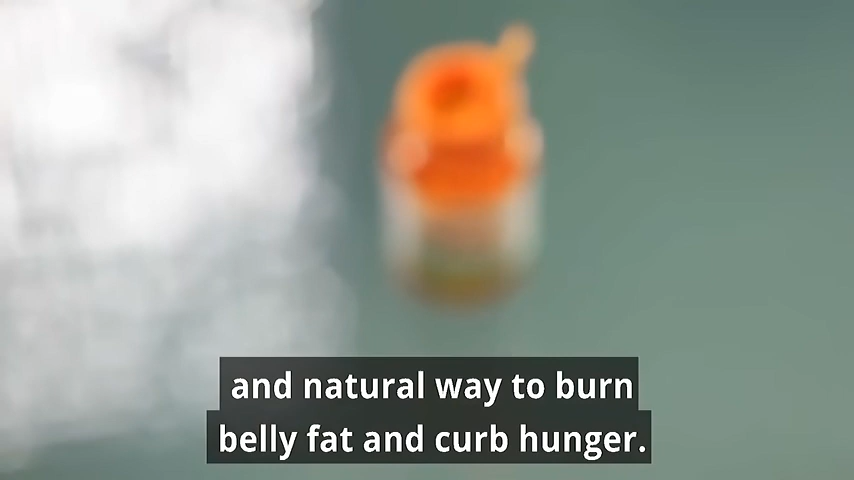 and natural way to burn
belly fat and curb hunger.